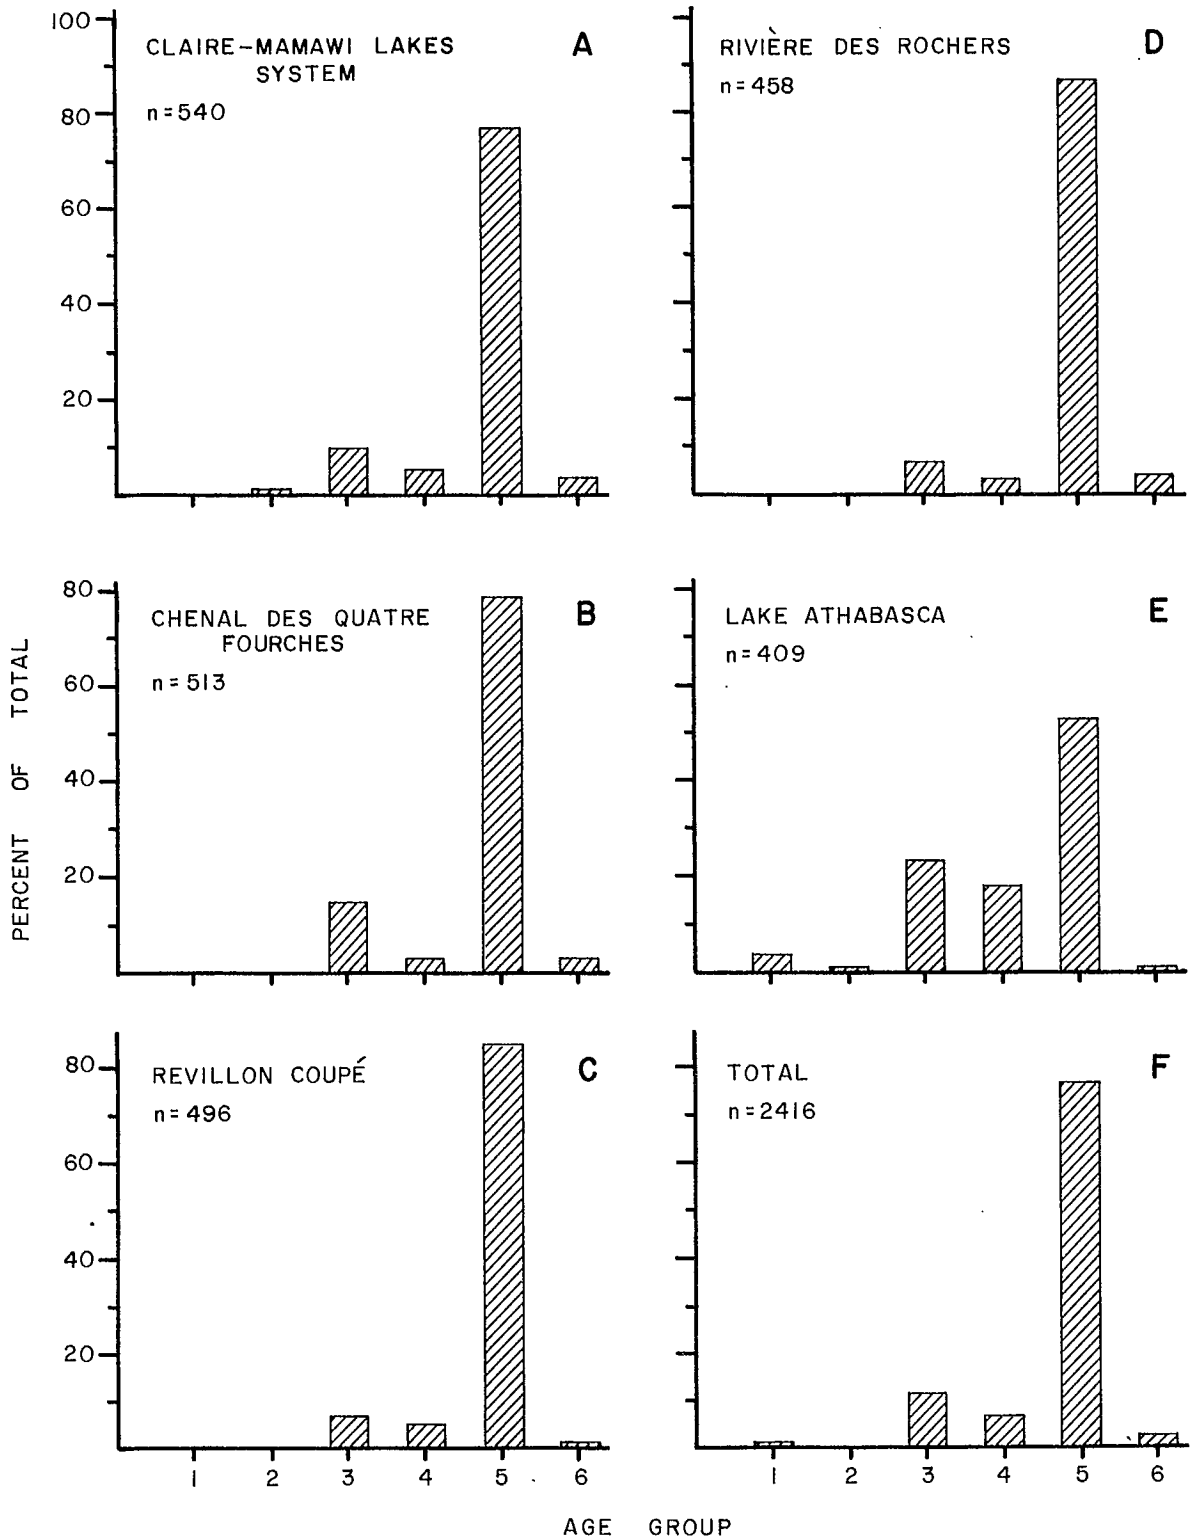 CLAIRE-MAMAWI LAKES
SYSTEM
A
n=540
100
80
60
40
20
RIVIÈRE DES ROCHERS
D
n=458
CHENAL DES QUATRE
FOURCHES
B
n=513
80
60
40
20
LAKE ATHABASCA
E
n=409
PERCENT OF TOTAL
REVILLON COUPÉ
C
n=496
80
60
40
20
1 2 3 4 5 6
TOTAL
F
n=2416
1 2 3 4 5 6
AGE GROUP